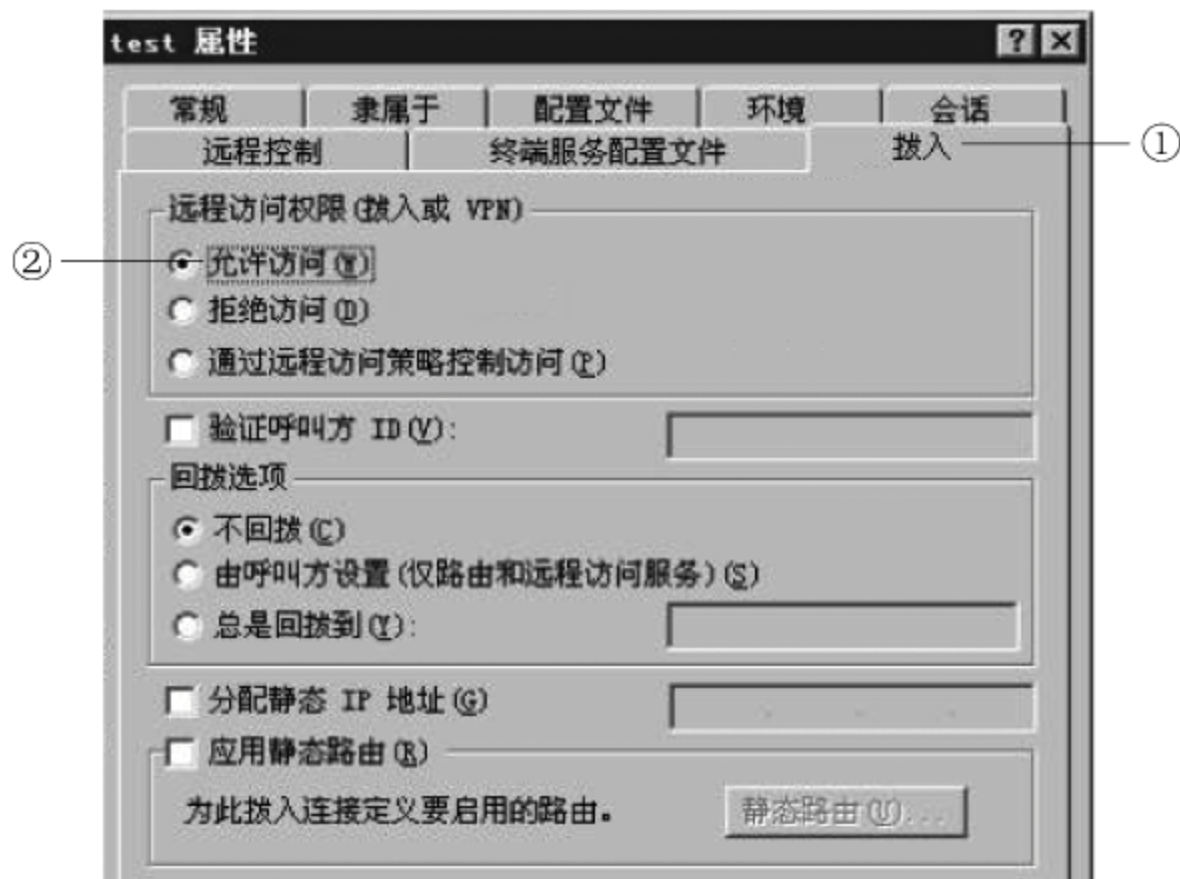 test 属性
常规 隶属于 配置文件 环境 会话
远程控制 终端服务配置文件 拨入 ①
远程访问权限(拨入或 VPN)
② 允许访问(W)
拒绝访问(D)
通过远程访问策略控制访问(P)
验证呼叫方 ID(V):
回拨选项
不回拨(C)
由呼叫方设置(仅路由和远程访问服务)(S)
总是回拨到(Y):
分配静态 IP 地址(G)
应用静态路由(R)
为此拨入连接定义要启用的路由。 静态路由(U)...